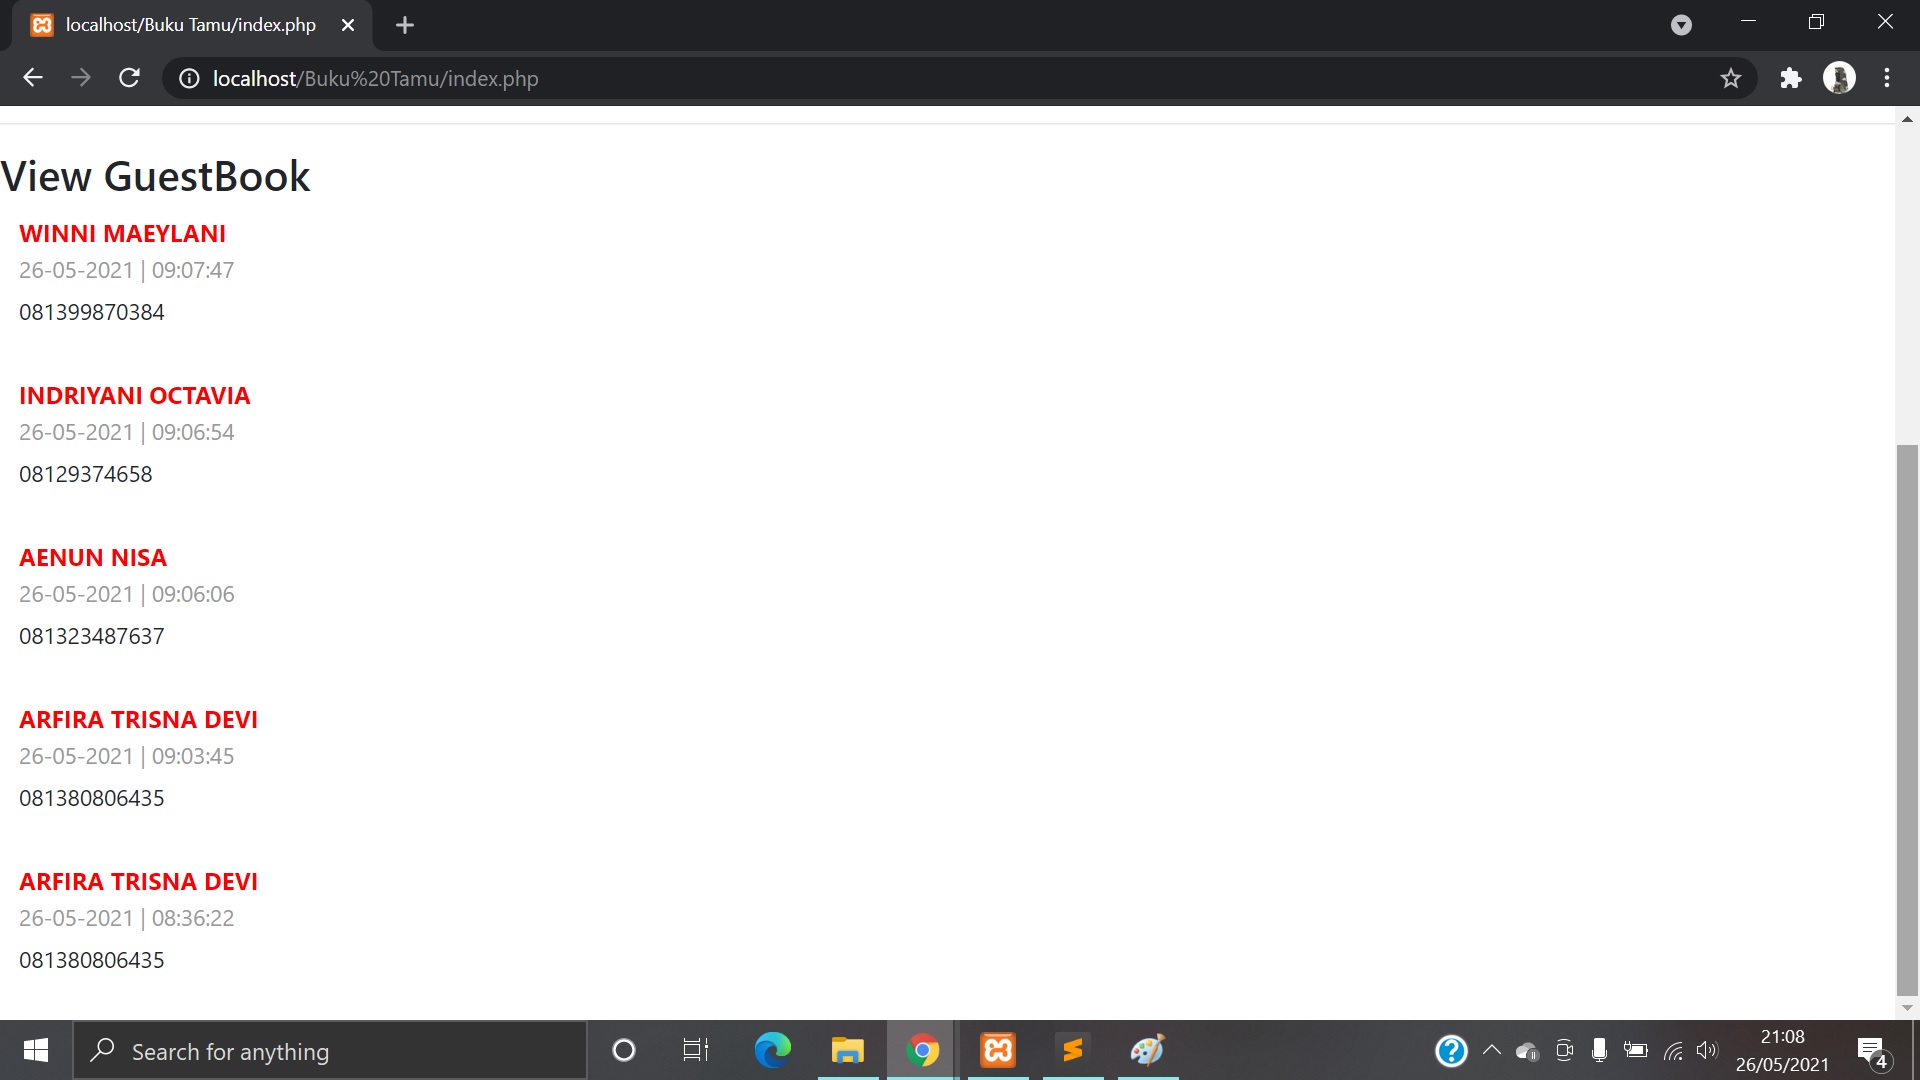 localhost/Buku Tamu/index.php
localhost/Buku%20Tamu/index.php
View GuestBook
WINNI MAEYLANI
26-05-2021 | 09:07:47
081399870384
INDRIYANI OCTAVIA
26-05-2021 | 09:06:54
08129374658
AENUN NISA
26-05-2021 | 09:06:06
081323487637
ARFIRA TRISNA DEVI
26-05-2021 | 09:03:45
081380806435
ARFIRA TRISNA DEVI
26-05-2021 | 08:36:22
081380806435
Search for anything
21:08
26/05/2021
4